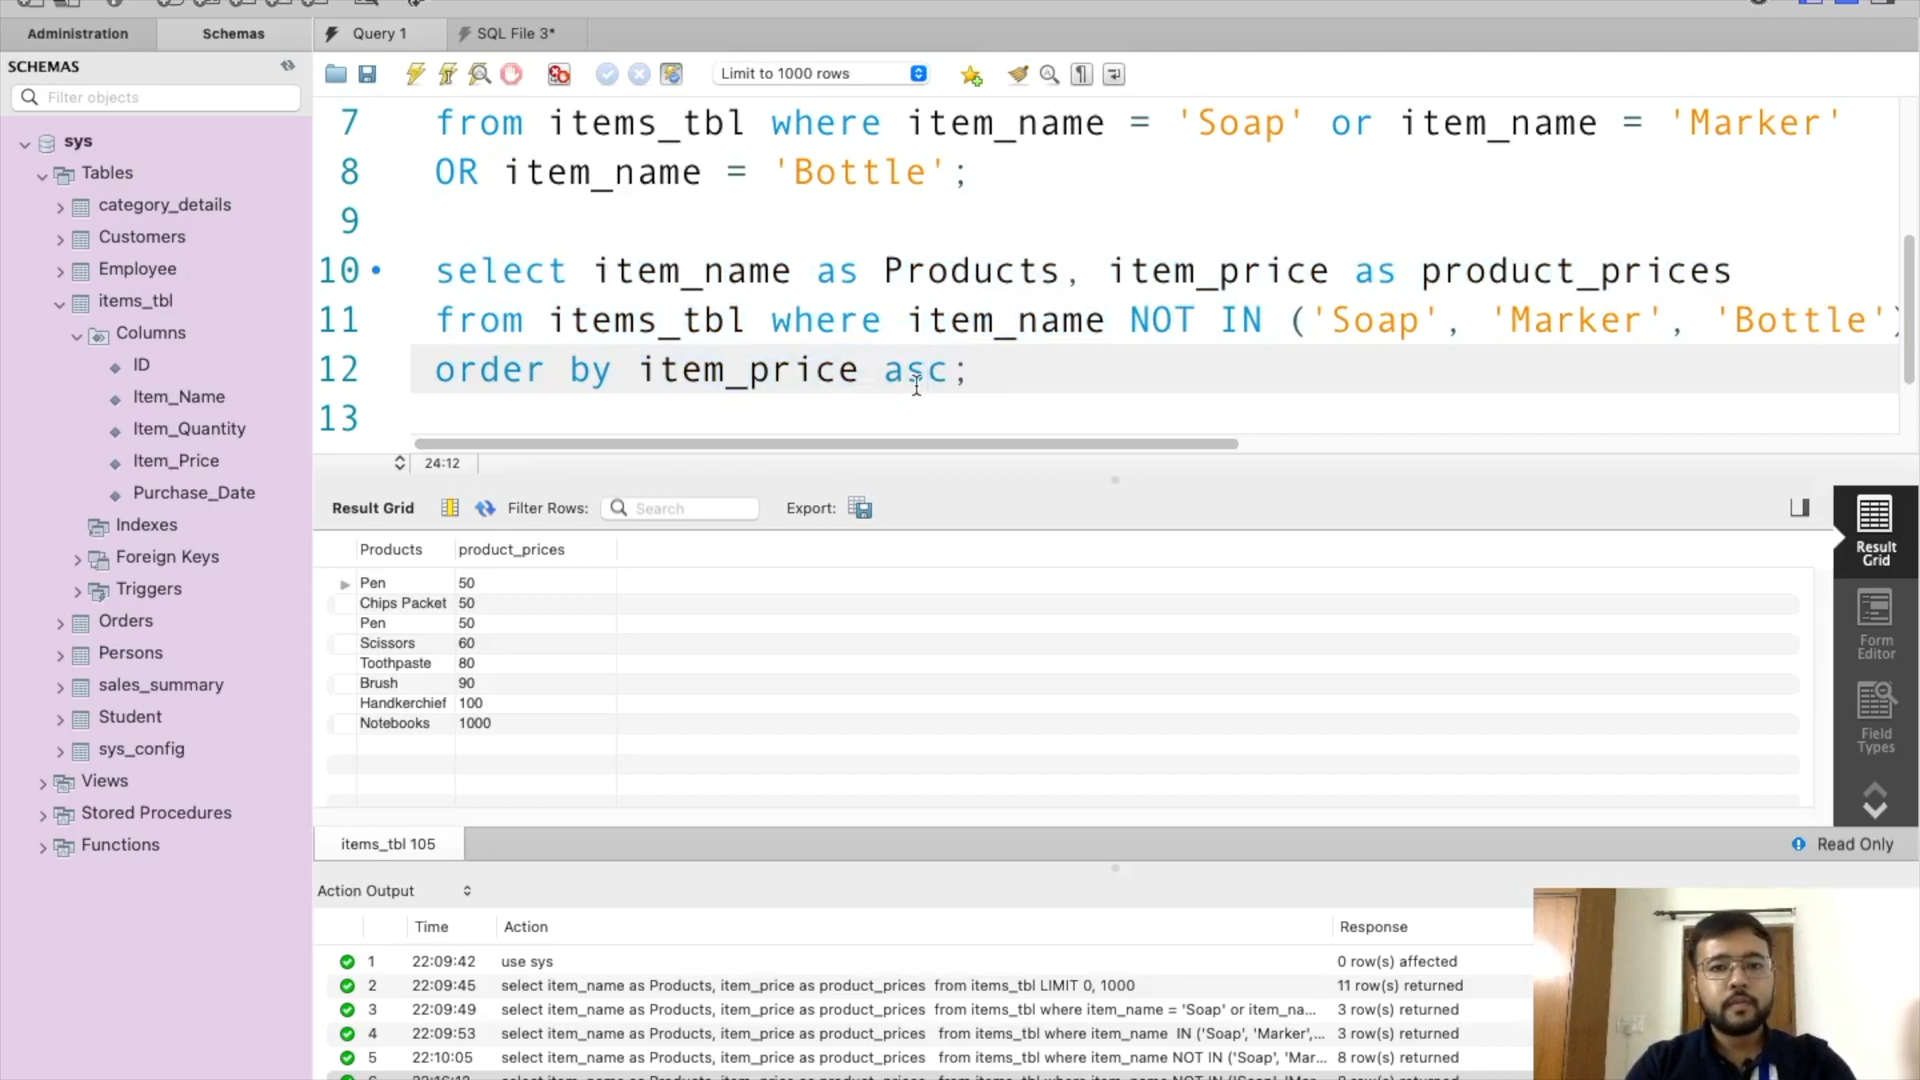 Administration
Schemas
Query 1
SQL File 3*
SCHEMAS
Filter objects
sys
Tables
category_details
Customers
Employee
items_tbl
Columns
ID
Item_Name
Item_Quantity
Item_Price
Purchase_Date
Indexes
Foreign Keys
Triggers
Orders
Persons
sales_summary
Student
sys_config
Views
Stored Procedures
Functions
Limit to 1000 rows
7 from items_tbl where item_name = 'Soap' or item_name = 'Marker'
8 OR item_name = 'Bottle';
9
10 select item_name as Products, item_price as product_prices
11 from items_tbl where item_name NOT IN ('Soap', 'Marker', 'Bottle')
12 order by item_price asc;
13
24:12
Result Grid
Filter Rows:
Search
Export:
Products product_prices
Pen 50
Chips Packet 50
Pen 50
Scissors 60
Toothpaste 80
Brush 90
Handkerchief 100
Notebooks 1000
Result
Grid
Form
Editor
Field
Types
items_tbl 105
Read Only
Action Output
Time Action Response
1 22:09:42 use sys 0 row(s) affected
2 22:09:45 select item_name as Products, item_price as product_prices from items_tbl LIMIT 0, 1000 11 row(s) returned
3 22:09:49 select item_name as Products, item_price as product_prices from items_tbl where item_name = 'Soap' or item_na... 3 row(s) returned
4 22:09:53 select item_name as Products, item_price as product_prices from items_tbl where item_name IN ('Soap', 'Marker',... 3 row(s) returned
5 22:10:05 select item_name as Products, item_price as product_prices from items_tbl where item_name NOT IN ('Soap', 'Mar... 8 row(s) returned